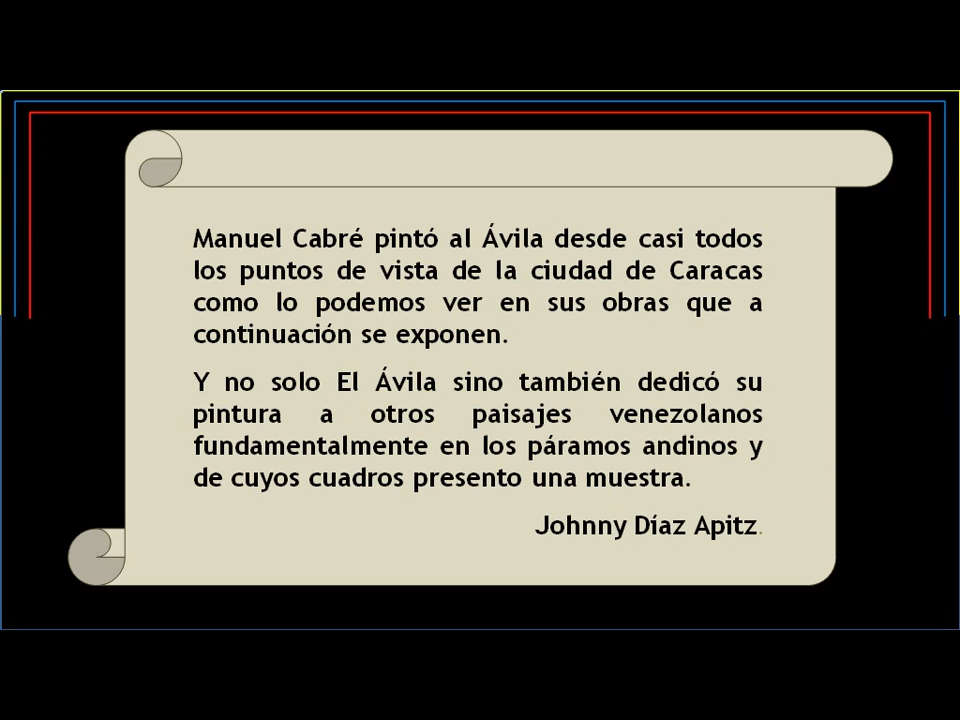 Manuel Cabré pintó al Ávila desde casi todos
los puntos de vista de la ciudad de Caracas
como lo podemos ver en sus obras que a
continuación se exponen.
Y no solo El Ávila sino también dedicó su
pintura a otros paisajes venezolanos
fundamentalmente en los páramos andinos y
de cuyos cuadros presento una muestra.
Johnny Díaz Apitz.